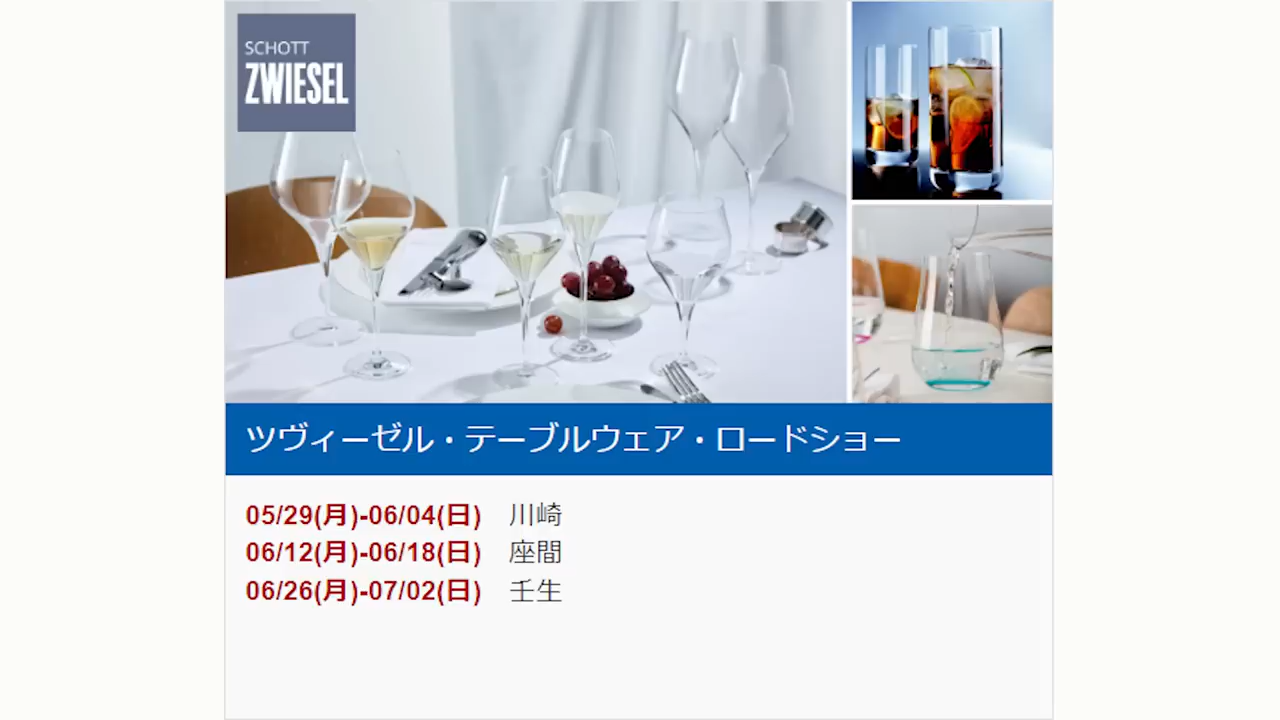 SCHOTT
ZWIESEL
ツヴィーゼル・テーブルウェア・ロードショー
05/29(月)-06/04(日) 川崎
06/12(月)-06/18(日) 座間
06/26(月)-07/02(日) 壬生